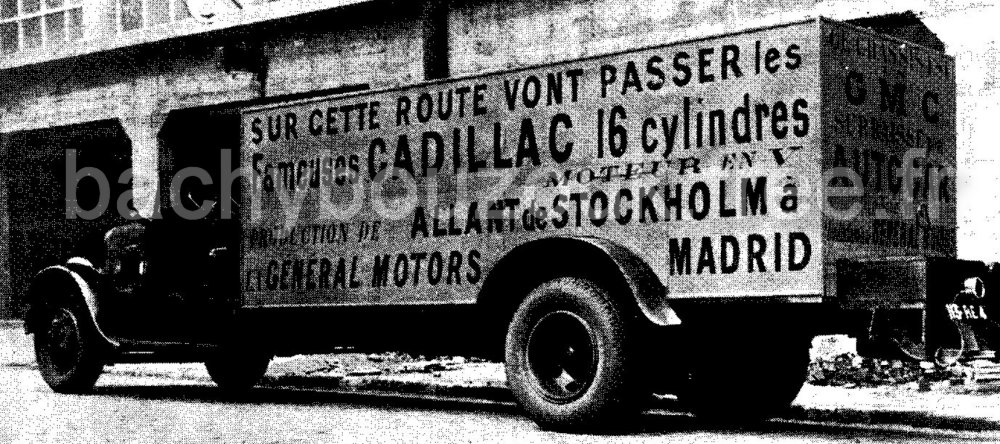 SUR CETTE ROUTE VONT PASSER les
Fameuses CADILLAC 16 cylindres
MOTEUR EN V
PRODUCTION DE ALLANT de STOCKHOLM à
GENERAL MOTORS MADRID
GMC